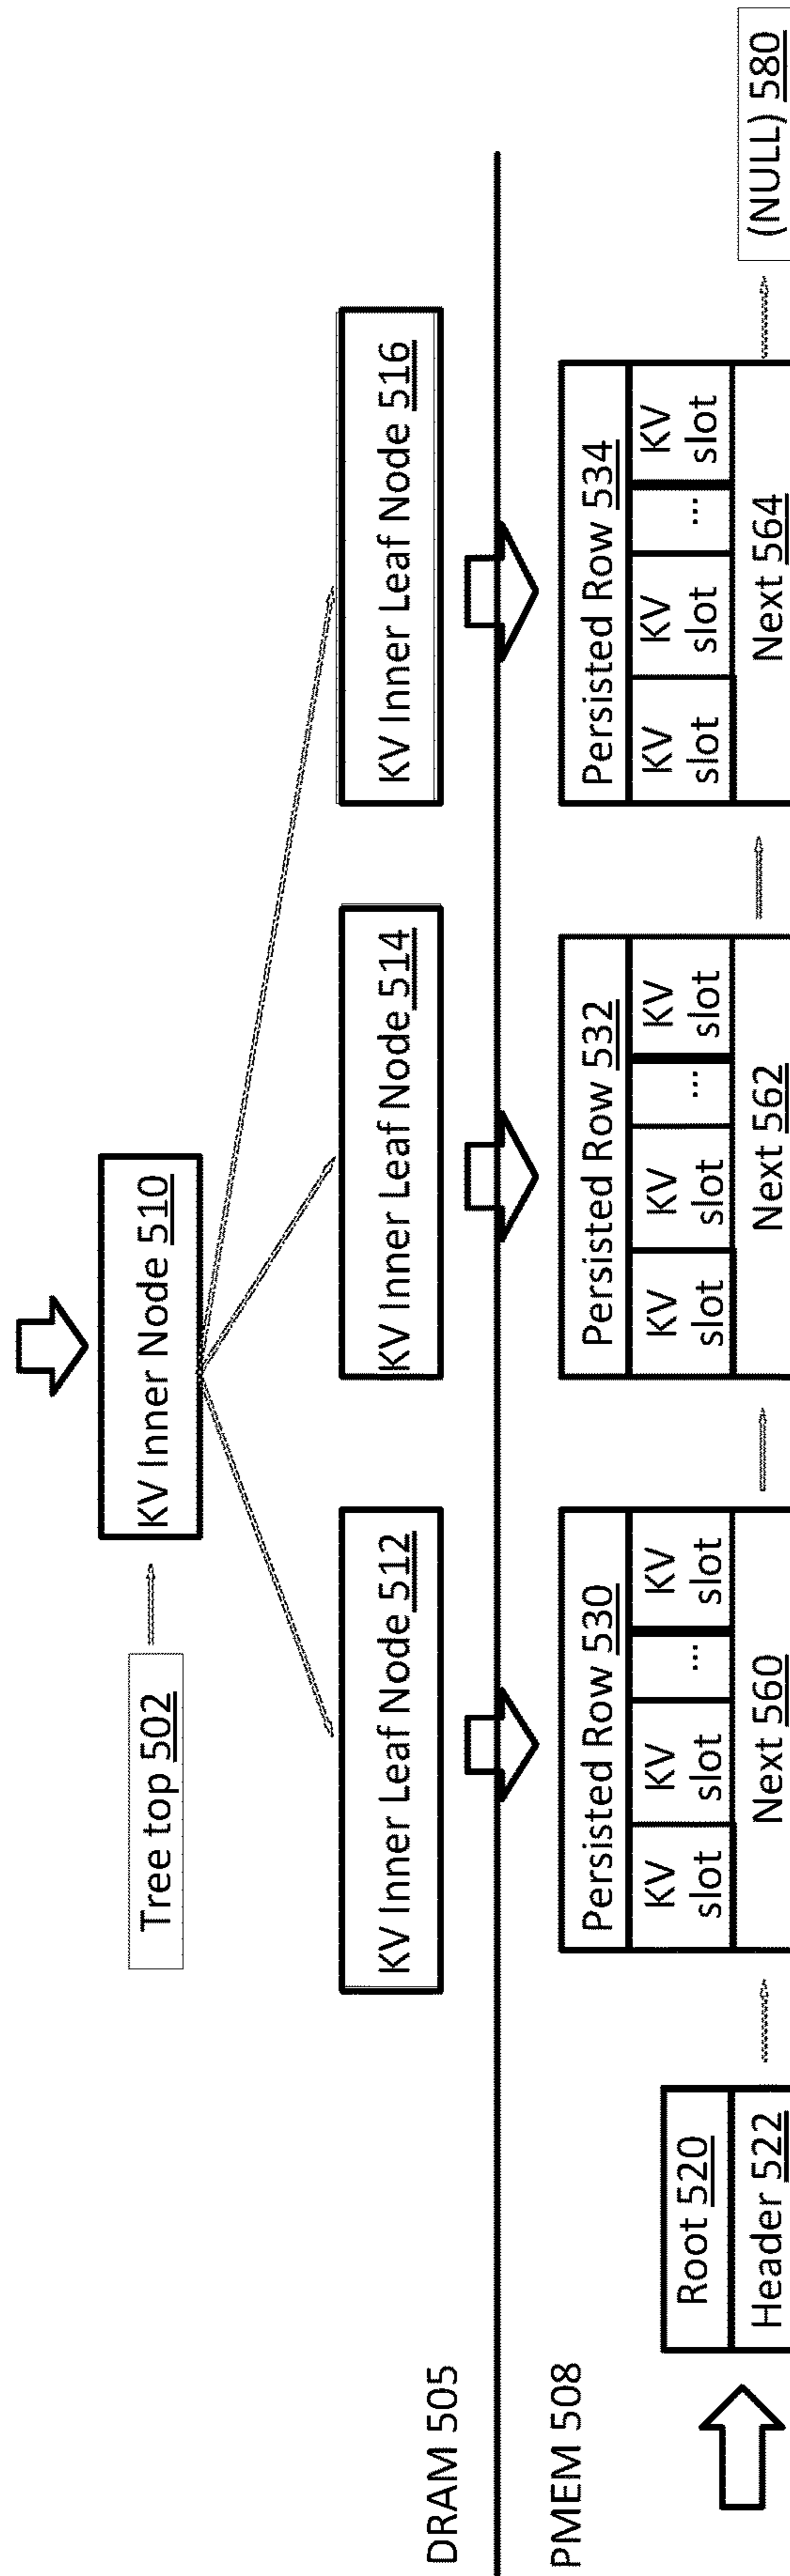 Tree top 502
KV Inner Node 510
KV Inner Leaf Node 512
KV Inner Leaf Node 514
KV Inner Leaf Node 516
DRAM 505
PMEM 508
Root 520
Header 522
Persisted Row 530
KV slot
KV slot
...
KV slot
Next 560
Persisted Row 532
KV slot
KV slot
...
KV slot
Next 562
Persisted Row 534
KV slot
KV slot
...
KV slot
Next 564
(NULL) 580